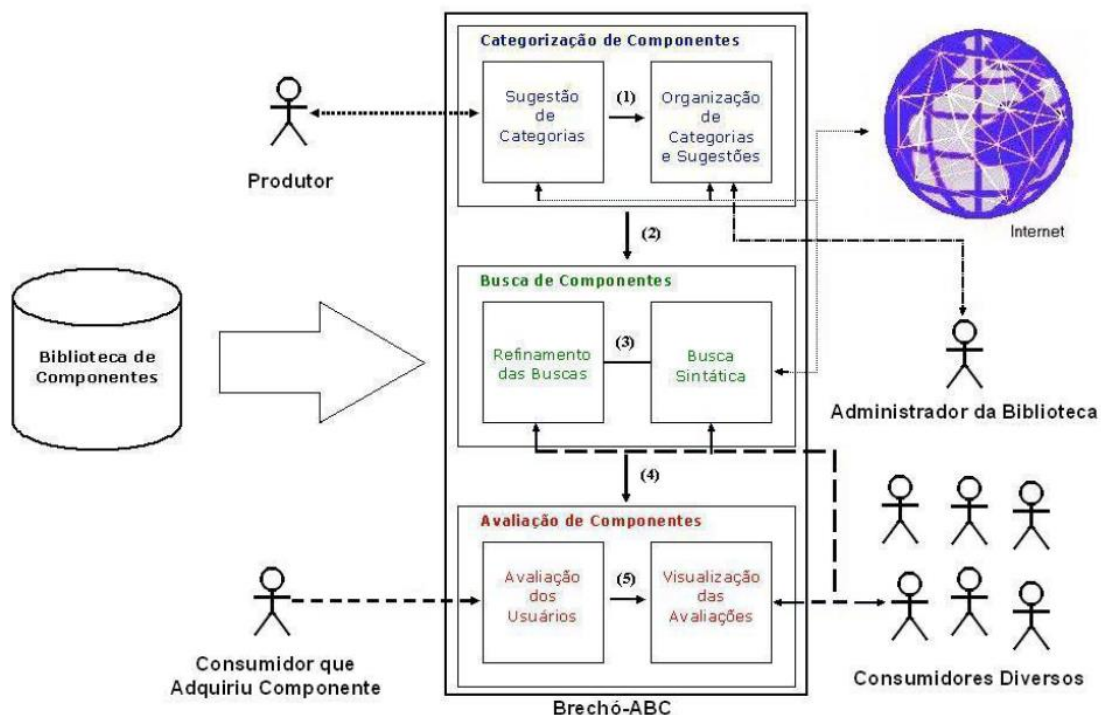 Categorização de Componentes
Sugestão
de
Categorias
(1)
Organização
de
Categorias
e Sugestões
Produtor
Internet
(2)
Busca de Componentes
Refinamento
das Buscas
(3)
Busca
Sintática
Biblioteca de
Componentes
Administrador da Biblioteca
(4)
Avaliação de Componentes
Avaliação
dos
Usuários
(5)
Visualização
das
Avaliações
Consumidor que
Adquiriu Componente
Consumidores Diversos
Brechó-ABC